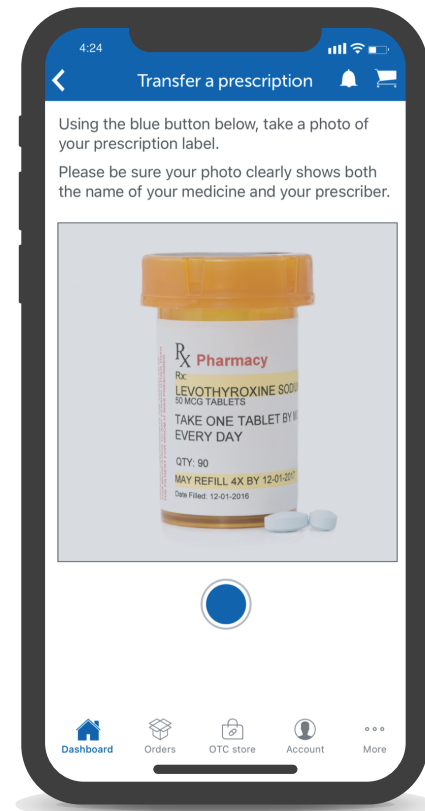 4:24
Transfer a prescription
Using the blue button below, take a photo of
your prescription label.
Please be sure your photo clearly shows both
the name of your medicine and your prescriber.
Rx Pharmacy
Rx:
LEVOTHYROXINE SODIU
50 MCG TABLETS
TAKE ONE TABLET BY M
EVERY DAY
QTY: 90
MAY REFILL 4X BY 12-01-2017
Date Filled: 12-01-2016
Dashboard
Orders
OTC store
Account
More